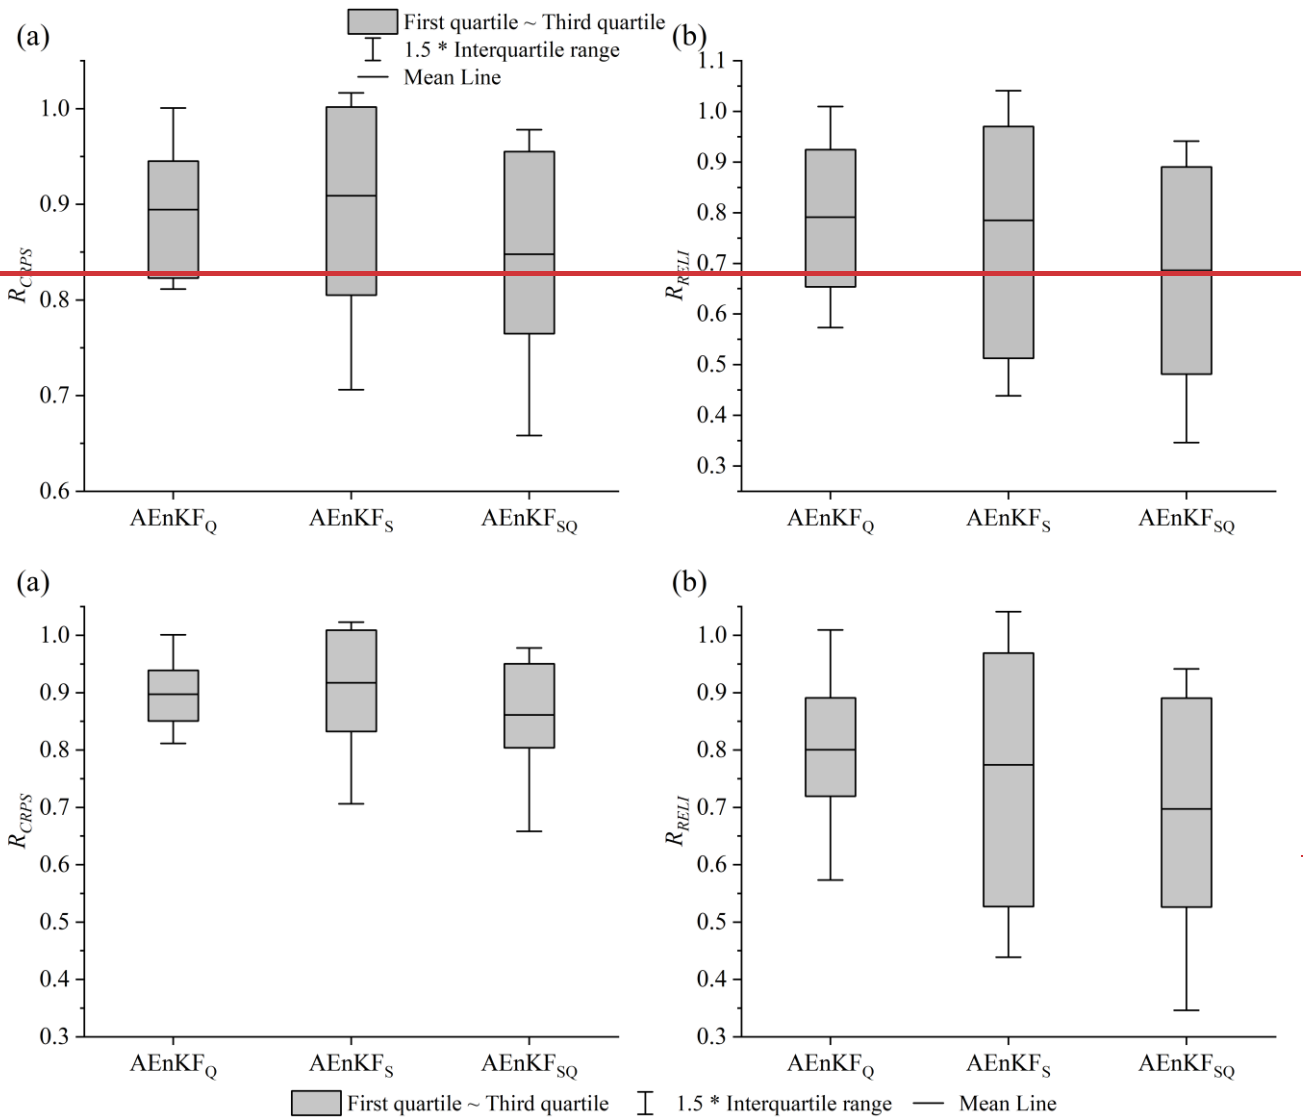 (a)
First quartile ~ Third quartile
1.5 * Interquartile range
Mean Line
1.0
0.9
0.8
0.7
0.6
R_CRPS
AEnKF_Q
AEnKF_S
AEnKF_SQ
(b)
1.1
1.0
0.9
0.8
0.7
0.6
0.5
0.4
0.3
R_RELI
AEnKF_Q
AEnKF_S
AEnKF_SQ
(a)
1.0
0.9
0.8
0.7
0.6
0.5
0.4
0.3
R_CRPS
AEnKF_Q
AEnKF_S
AEnKF_SQ
(b)
1.0
0.9
0.8
0.7
0.6
0.5
0.4
0.3
R_RELI
AEnKF_Q
AEnKF_S
AEnKF_SQ
First quartile ~ Third quartile 1.5 * Interquartile range Mean Line